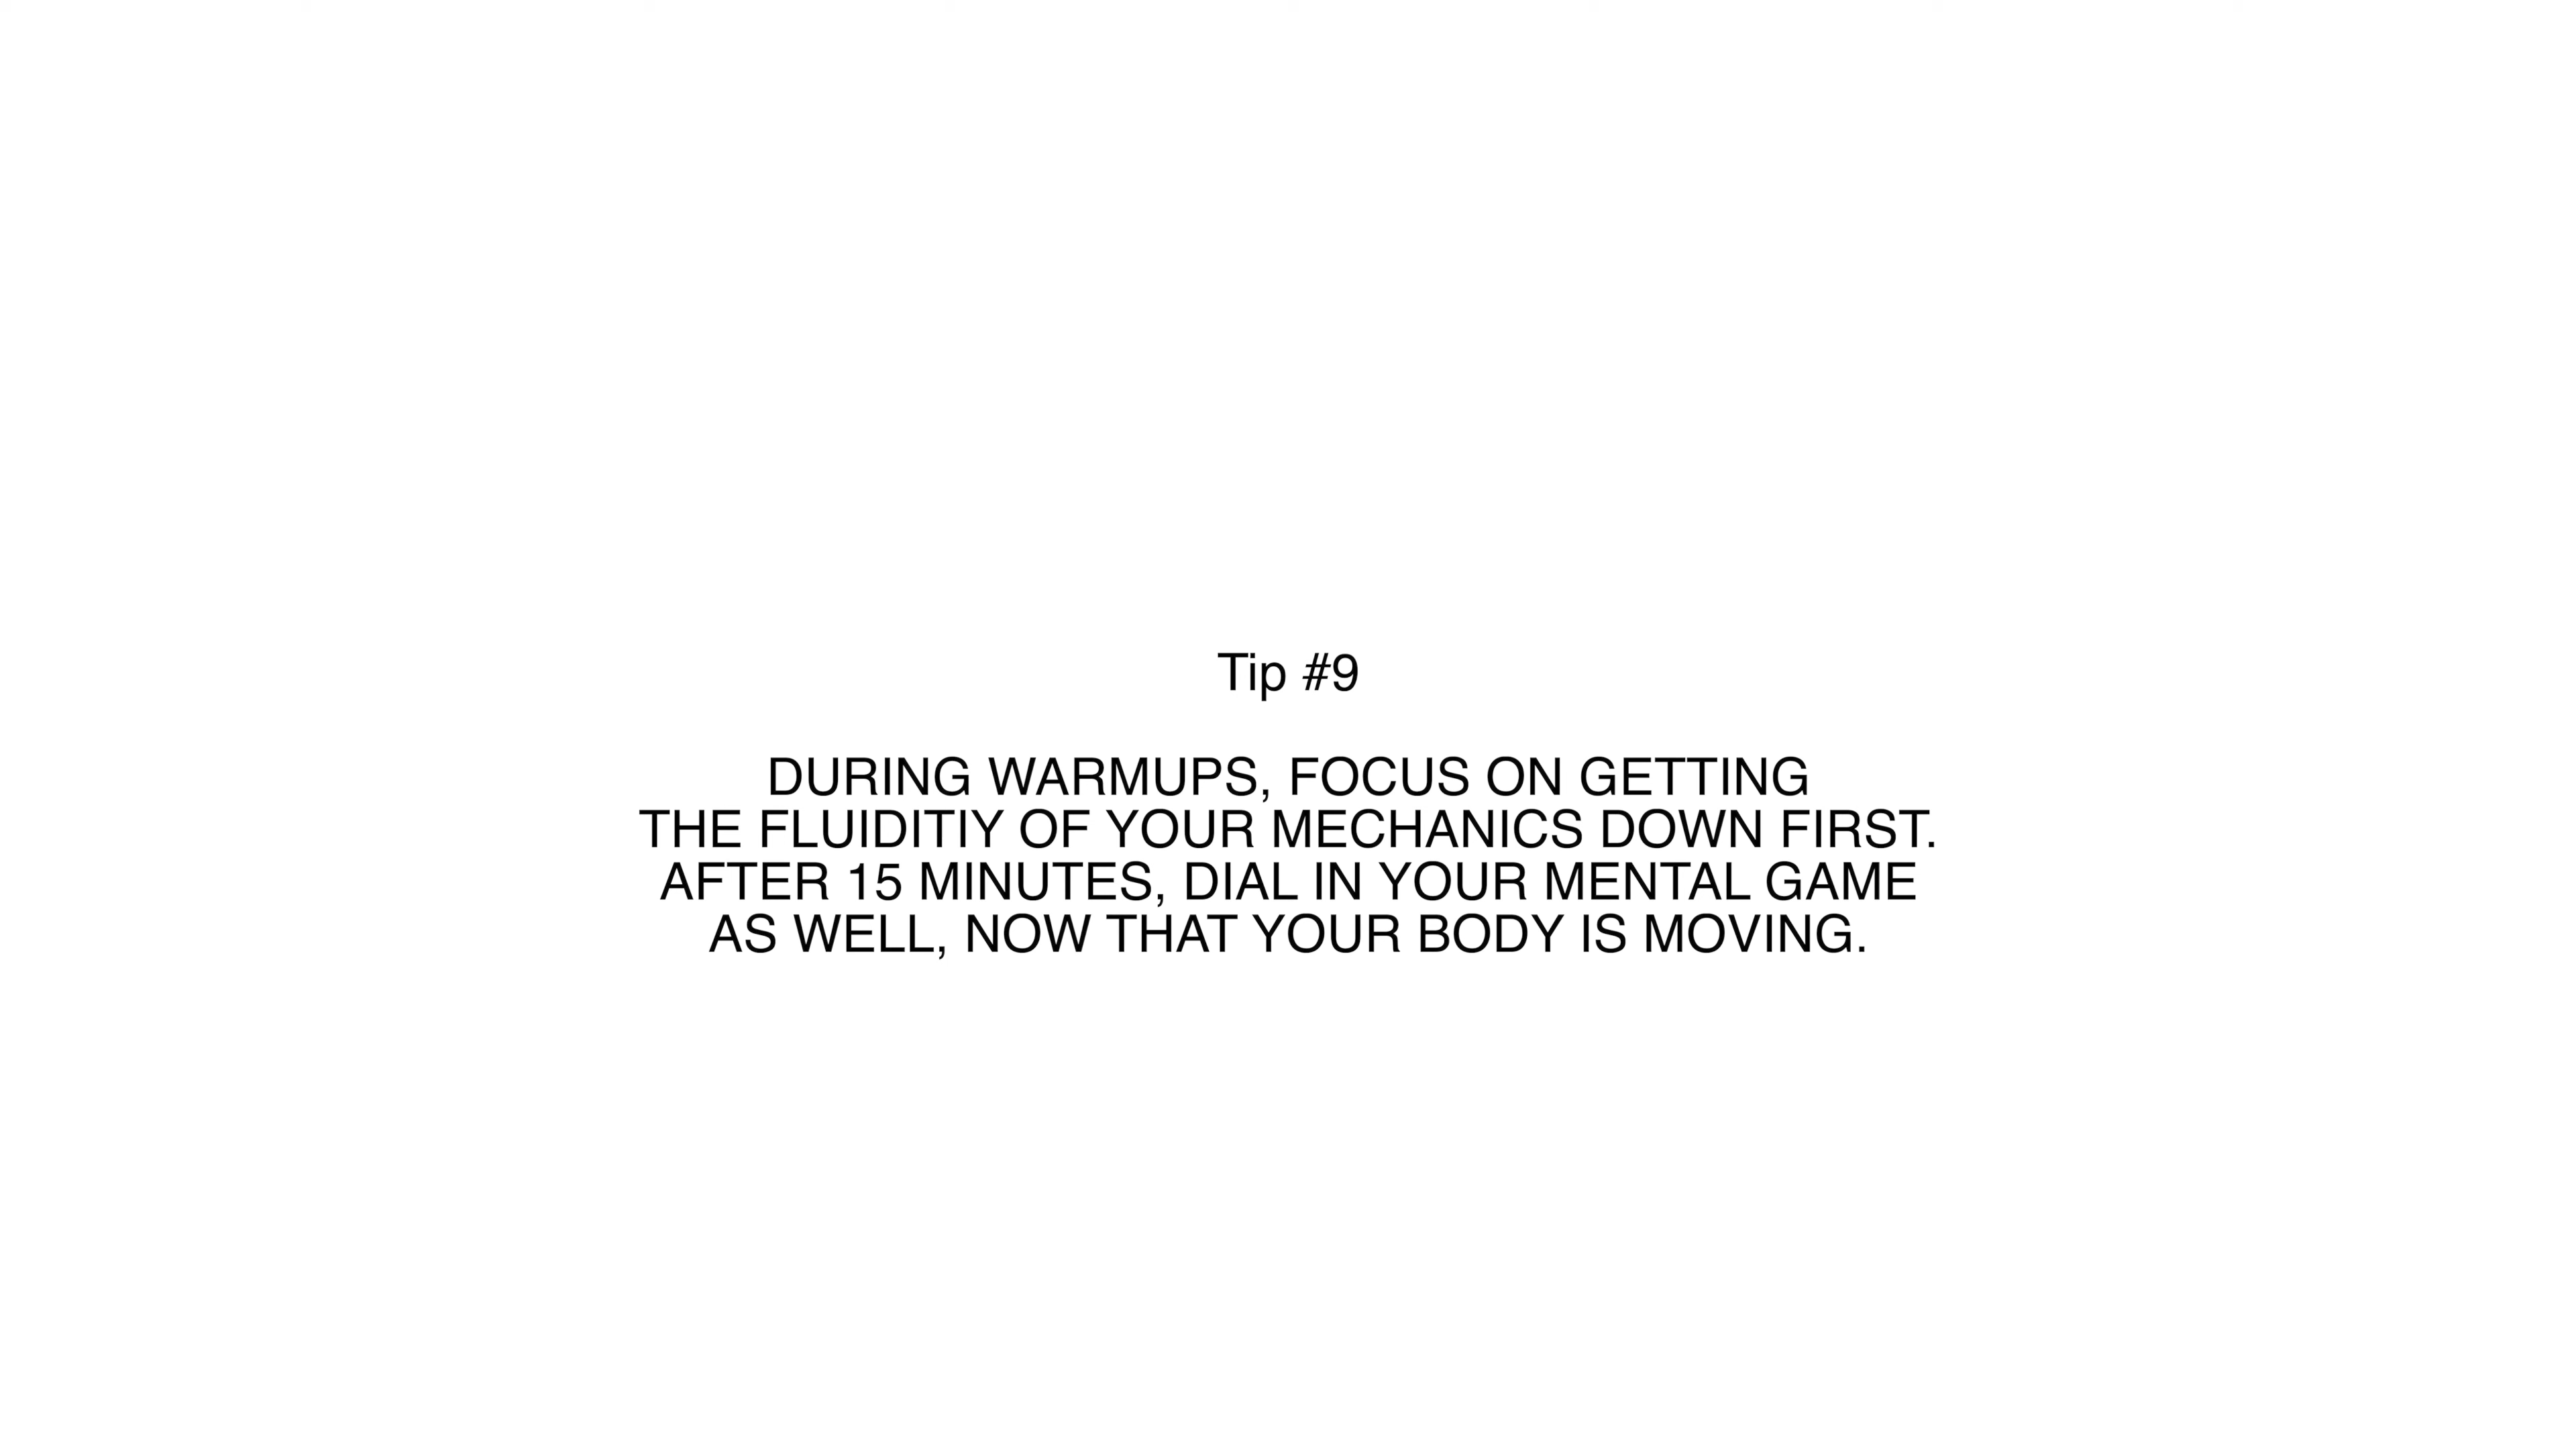 Tip #9
DURING WARMUPS, FOCUS ON GETTING
THE FLUIDITIY OF YOUR MECHANICS DOWN FIRST.
AFTER 15 MINUTES, DIAL IN YOUR MENTAL GAME
AS WELL, NOW THAT YOUR BODY IS MOVING.